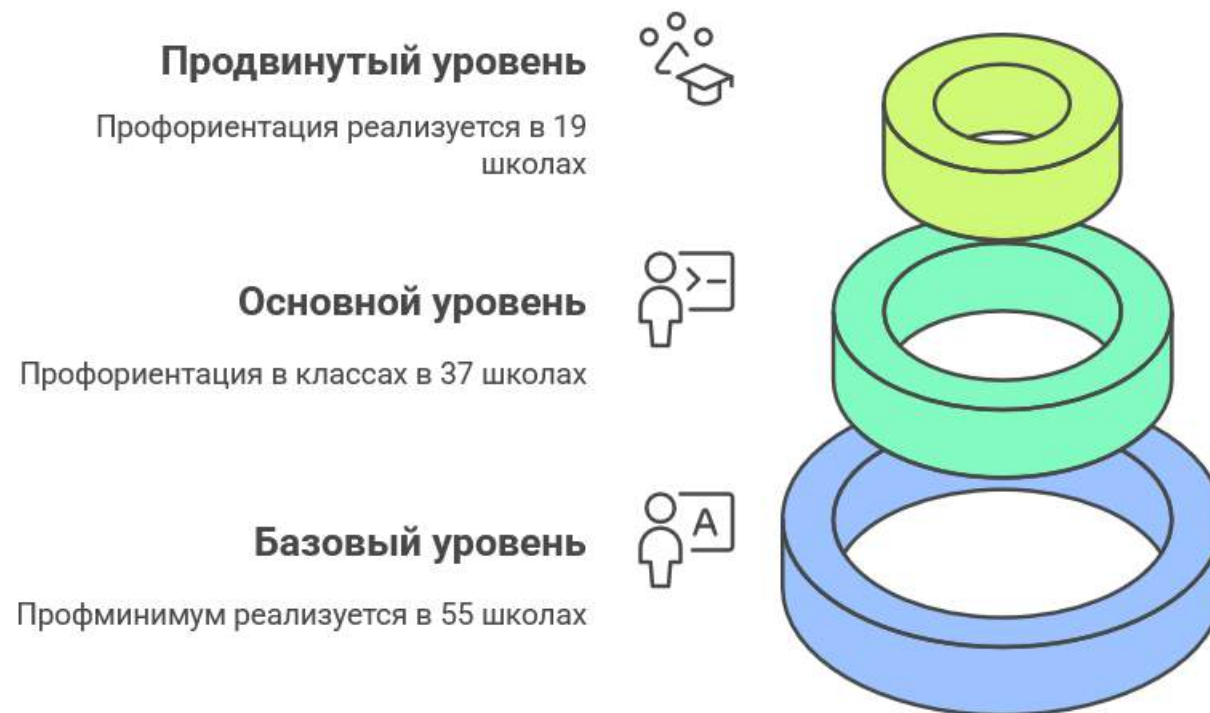 Продвинутый уровень
Профориентация реализуется в 19
школах
Основной уровень
Профориентация в классах в 37 школах
A
Базовый уровень
Профминимум реализуется в 55 школах